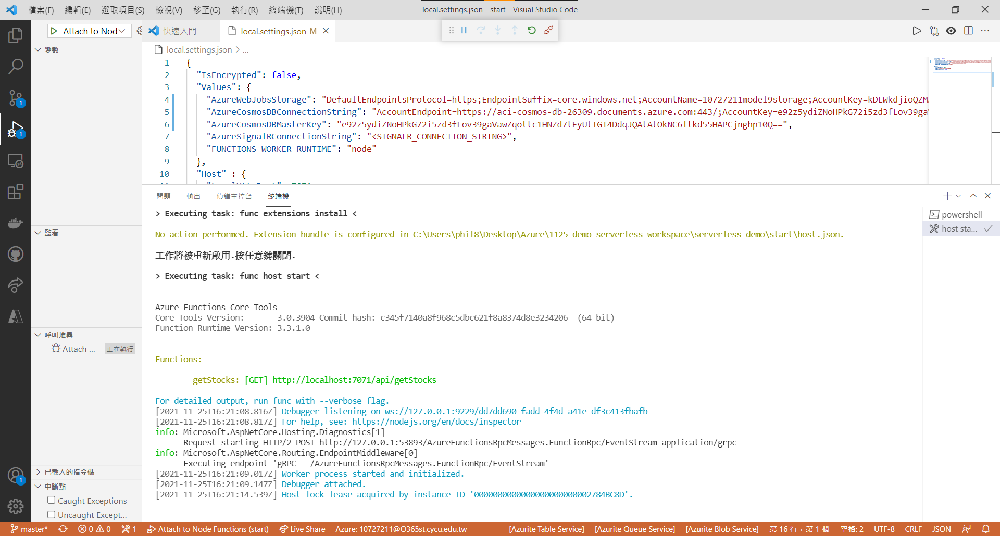 檔案(F) 編輯(E) 選取項目(S) 檢視(V) 移至(G) 執行(R) 終端機(T) 說明(H) local.settings.json - start - Visual Studio Code
Attach to Nod 快速入門 local.settings.json M
變數
local.settings.json > ...
1 {
2 "IsEncrypted": false,
3 "Values": {
4 "AzureWebJobsStorage": "DefaultEndpointsProtocol=https;EndpointSuffix=core.windows.net;AccountName=10727211model9storage;AccountKey=kDLWkdjioQZM
5 "AzureCosmosDBConnectionString": "AccountEndpoint=https://aci-cosmos-db-26309.documents.azure.com:443/;AccountKey=e92z5ydiZNoHPkG72i5zd3fLov39ga
6 "AzureCosmosDBMasterKey": "e92z5ydiZNoHPkG72i5zd3fLov39gaVawZqottc1HNZd7tEyUtIGI4DdqJQAtAtOkNC6ltkd55HAPCjnghp10Q==",
7 "AzureSignalRConnectionString": "<SIGNALR_CONNECTION_STRING>",
8 "FUNCTIONS_WORKER_RUNTIME": "node"
9 },
10 "Host" : {
問題 輸出 偵錯主控台 終端機
> Executing task: func extensions install <
powershell
host sta...
監看
No action performed. Extension bundle is configured in C:\Users\phil8\Desktop\Azure\1125_demo_serverless_workspace\serverless-demo\start\host.json.
工作將被重新啟用.按任意鍵關閉.
> Executing task: func host start <
Azure Functions Core Tools
Core Tools Version: 3.0.3904 Commit hash: c345f7140a8f968c5dbc621f8a8374d8e3234206 (64-bit)
Function Runtime Version: 3.3.1.0
呼叫堆疊
Attach ... 正在執行
Functions:
getStocks: [GET] http://localhost:7071/api/getStocks
For detailed output, run func with --verbose flag.
[2021-11-25T16:21:08.816Z] Debugger listening on ws://127.0.0.1:9229/dd7dd690-fadd-4f4d-a41e-df3c413fbafb
[2021-11-25T16:21:08.817Z] For help, see: https://nodejs.org/en/docs/inspector
info: Microsoft.AspNetCore.Hosting.Diagnostics[1]
Request starting HTTP/2 POST http://127.0.0.1:53893/AzureFunctionsRpcMessages.FunctionRpc/EventStream application/grpc
info: Microsoft.AspNetCore.Routing.EndpointMiddleware[0]
Executing endpoint 'gRPC - /AzureFunctionsRpcMessages.FunctionRpc/EventStream'
[2021-11-25T16:21:09.017Z] Worker process started and initialized.
[2021-11-25T16:21:09.147Z] Debugger attached.
[2021-11-25T16:21:14.539Z] Host lock lease acquired by instance ID '0000000000000000000000002784BC8D'.
已載入的指令碼
中斷點
Caught Exceptions
Uncaught Except...
1
1
1
master* 0 0 1 Attach to Node Functions (start) Live Share Azure: 10727211@O365st.cycu.edu.tw [Azurite Table Service] [Azurite Queue Service] [Azurite Blob Service] 第 16 行，第 1 欄 空格: 2 UTF-8 CRLF JSON